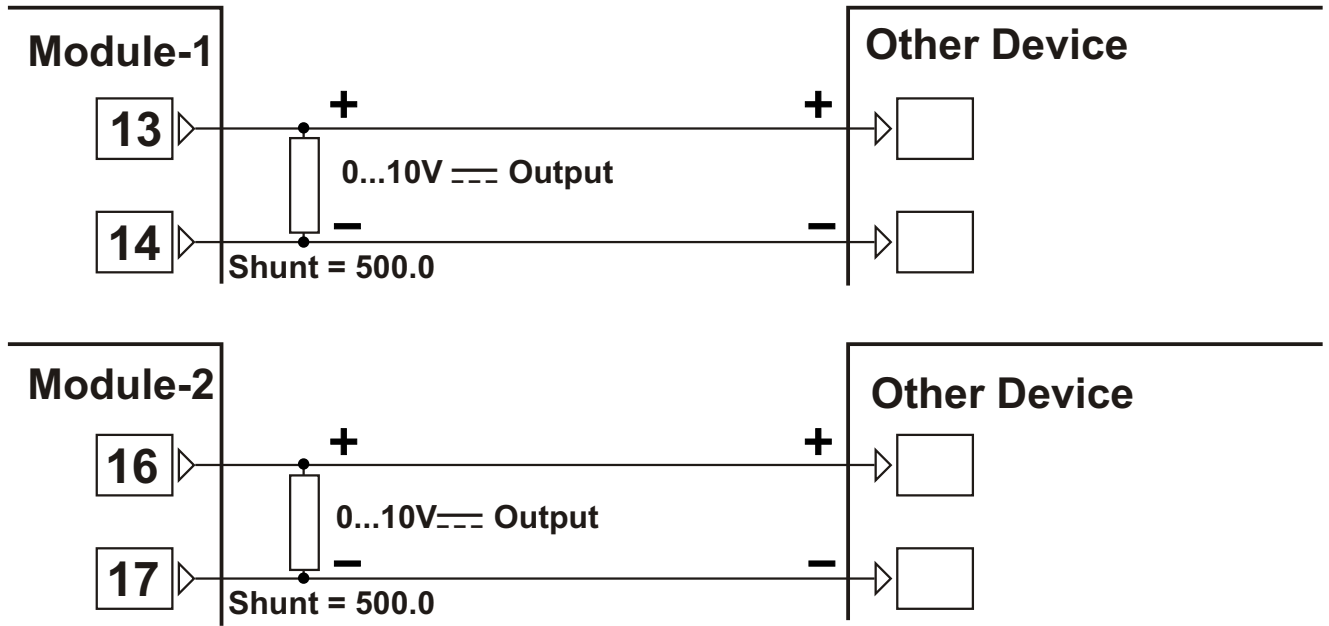 Module-1
Other Device
13
+
+
0...10V ⎓ Output
14
−
−
Shunt = 500.0
Module-2
Other Device
16
+
+
0...10V ⎓ Output
17
−
−
Shunt = 500.0